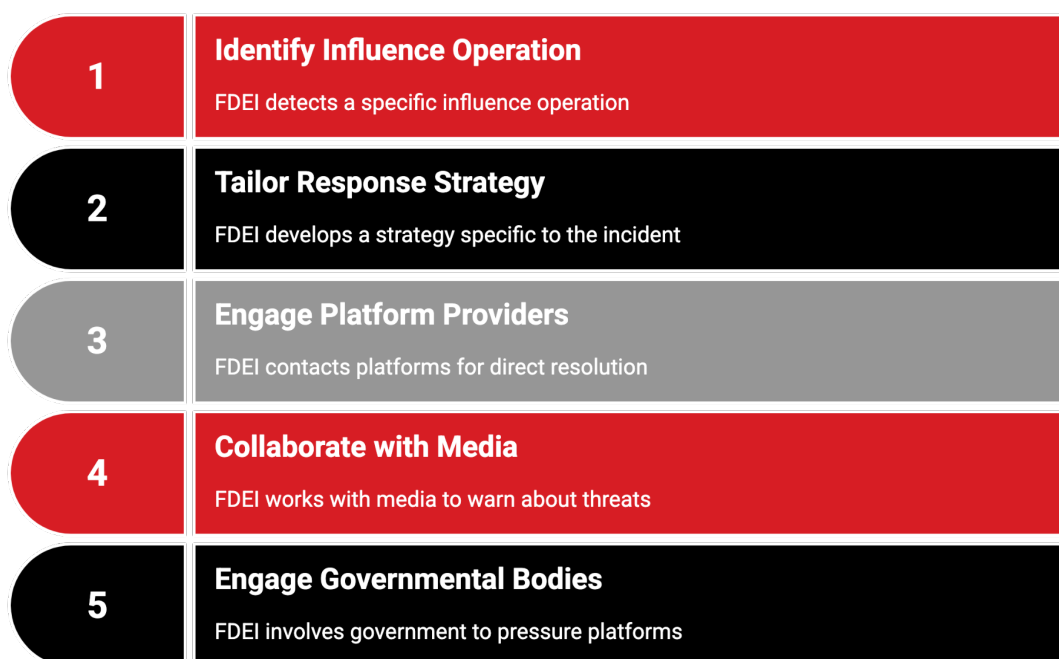 1
Identify Influence Operation
FDEI detects a specific influence operation
2
Tailor Response Strategy
FDEI develops a strategy specific to the incident
3
Engage Platform Providers
FDEI contacts platforms for direct resolution
4
Collaborate with Media
FDEI works with media to warn about threats
5
Engage Governmental Bodies
FDEI involves government to pressure platforms